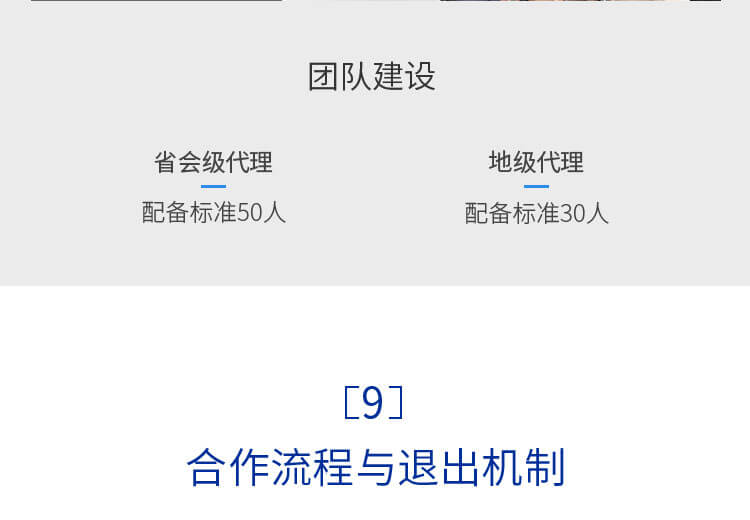 团队建设
省会级代理
地级代理
配备标准50人
配备标准30人
[9]
合作流程与退出机制